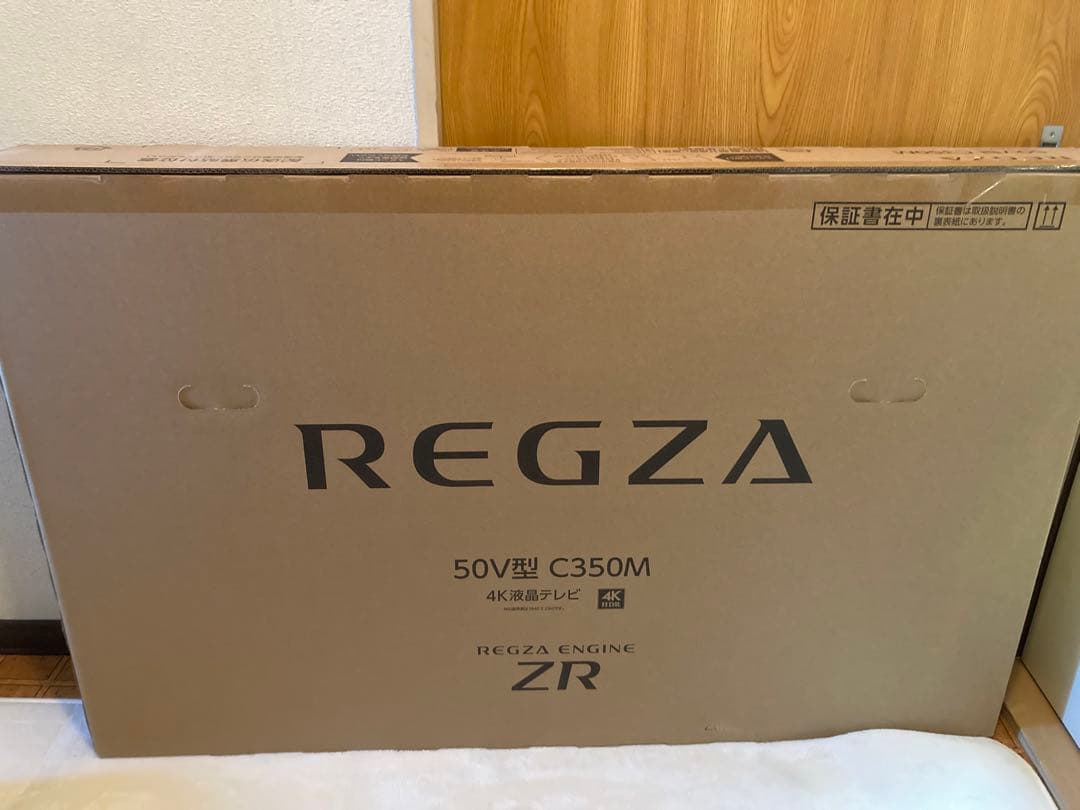 保証書在中
保証書は取扱説明書の
裏表紙にあります。
REGZA
50V型 C350M
4K液晶テレビ
4K
HDR
REGZA ENGINE
ZR